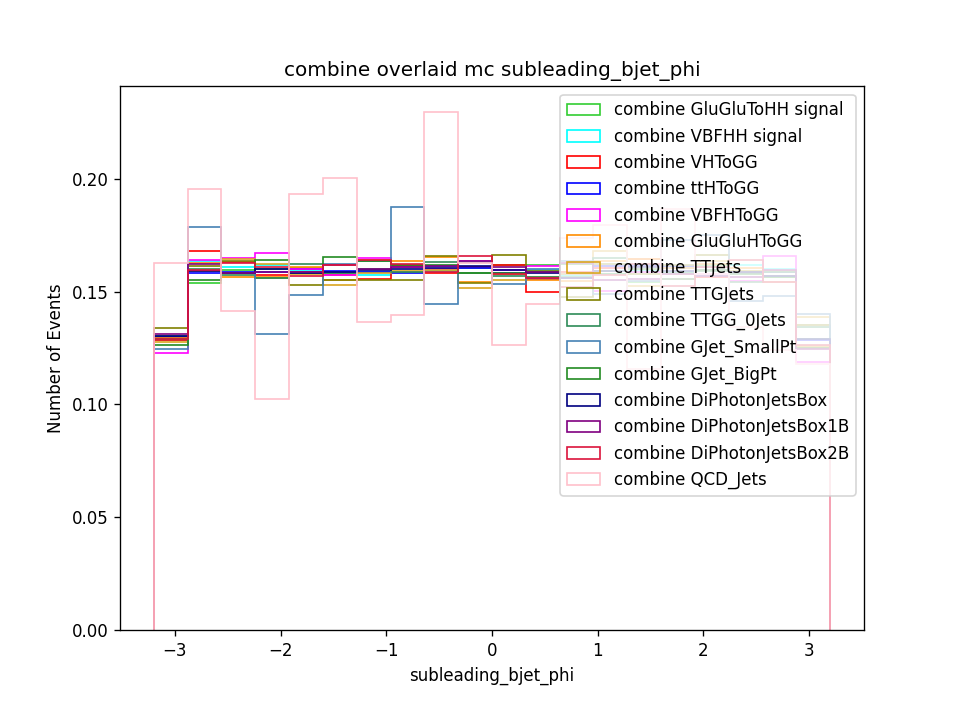 combine overlaid mc subleading_bjet_phi
Number of Events
0.20
0.15
0.10
0.05
0.00
−3
−2
−1
0
1
2
3
subleading_bjet_phi
combine GluGluToHH signal
combine VBFHH signal
combine VHToGG
combine ttHToGG
combine VBFHToGG
combine GluGluHToGG
combine TTJets
combine TTGJets
combine TTGG_0Jets
combine GJet_SmallPt
combine GJet_BigPt
combine DiPhotonJetsBox
combine DiPhotonJetsBox1B
combine DiPhotonJetsBox2B
combine QCD_Jets